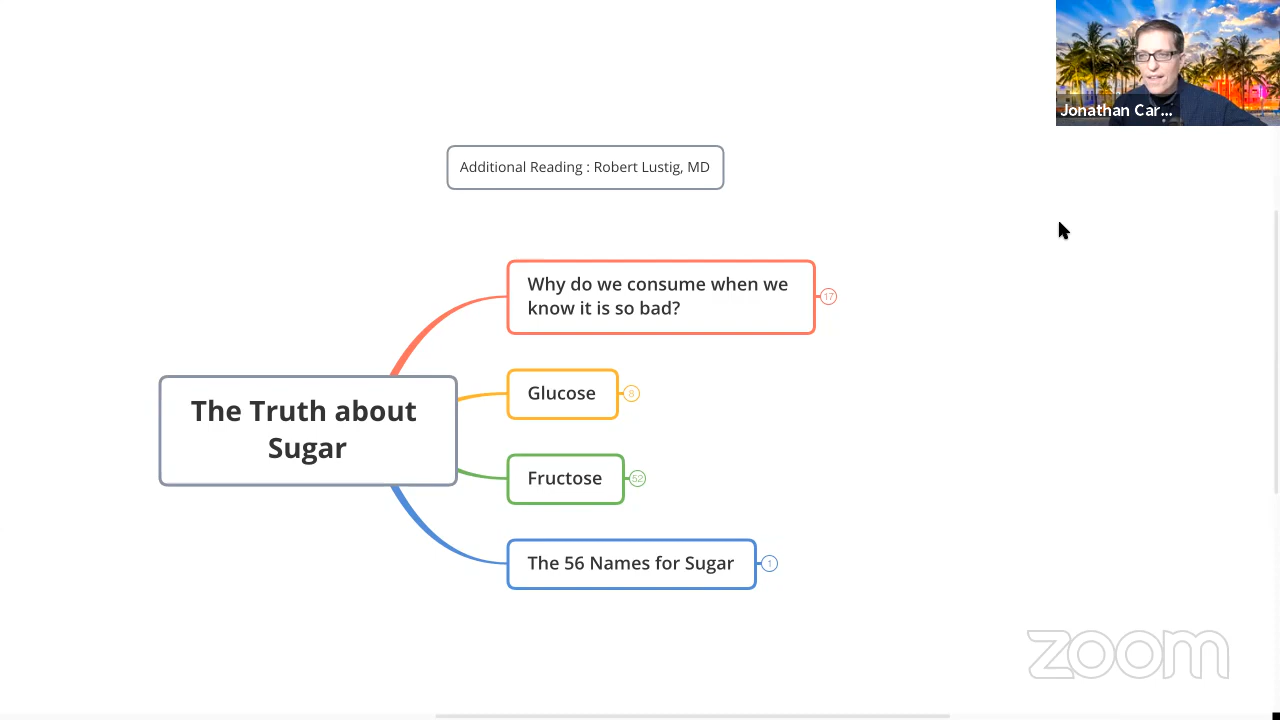 Jonathan Car...
Additional Reading : Robert Lustig, MD
Why do we consume when we
know it is so bad?
17
The Truth about
Sugar
Glucose
8
Fructose
52
The 56 Names for Sugar
1
zoom